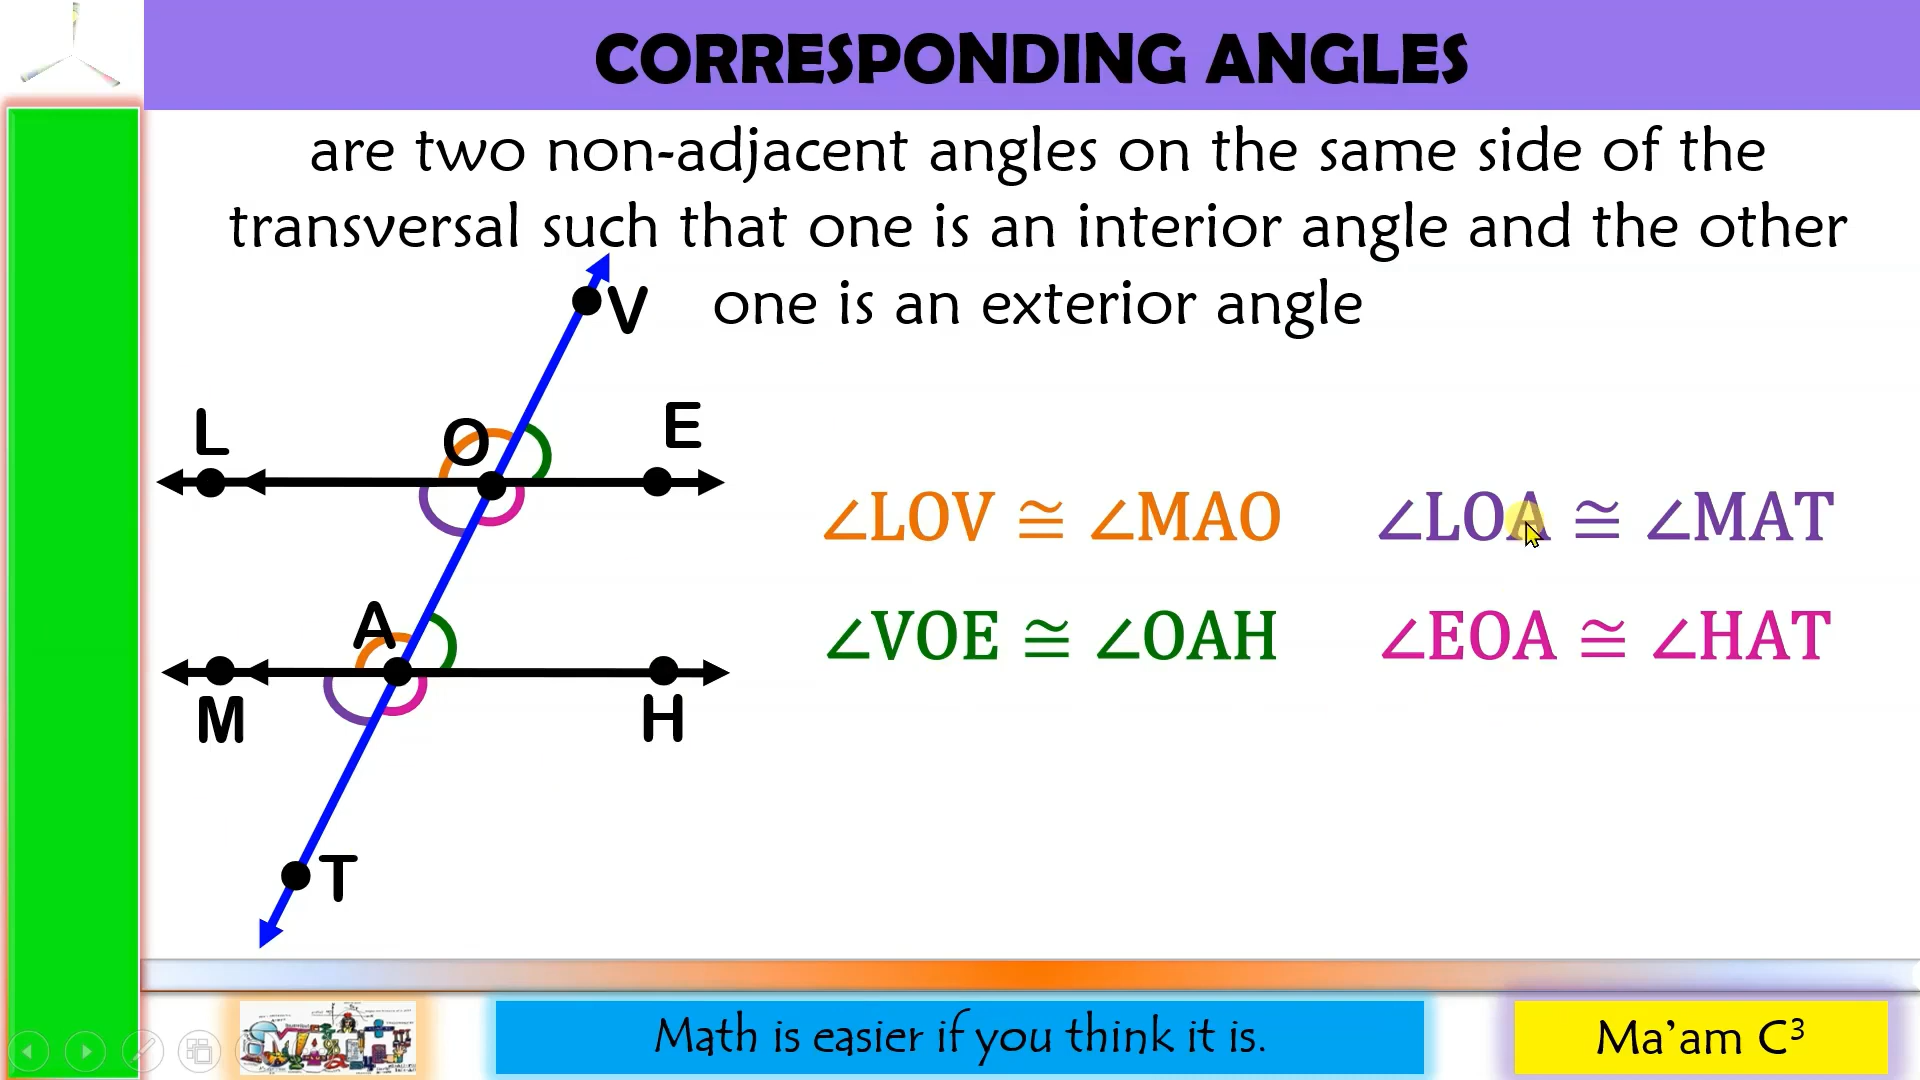 CORRESPONDING ANGLES
are two non-adjacent angles on the same side of the
transversal such that one is an interior angle and the other
one is an exterior angle
V
L
O
E
∠LOV ≅ ∠MAO
∠LOA ≅ ∠MAT
∠VOE ≅ ∠OAH
∠EOA ≅ ∠HAT
A
M
H
T
MATH
Math is easier if you think it is.
Ma'am C³